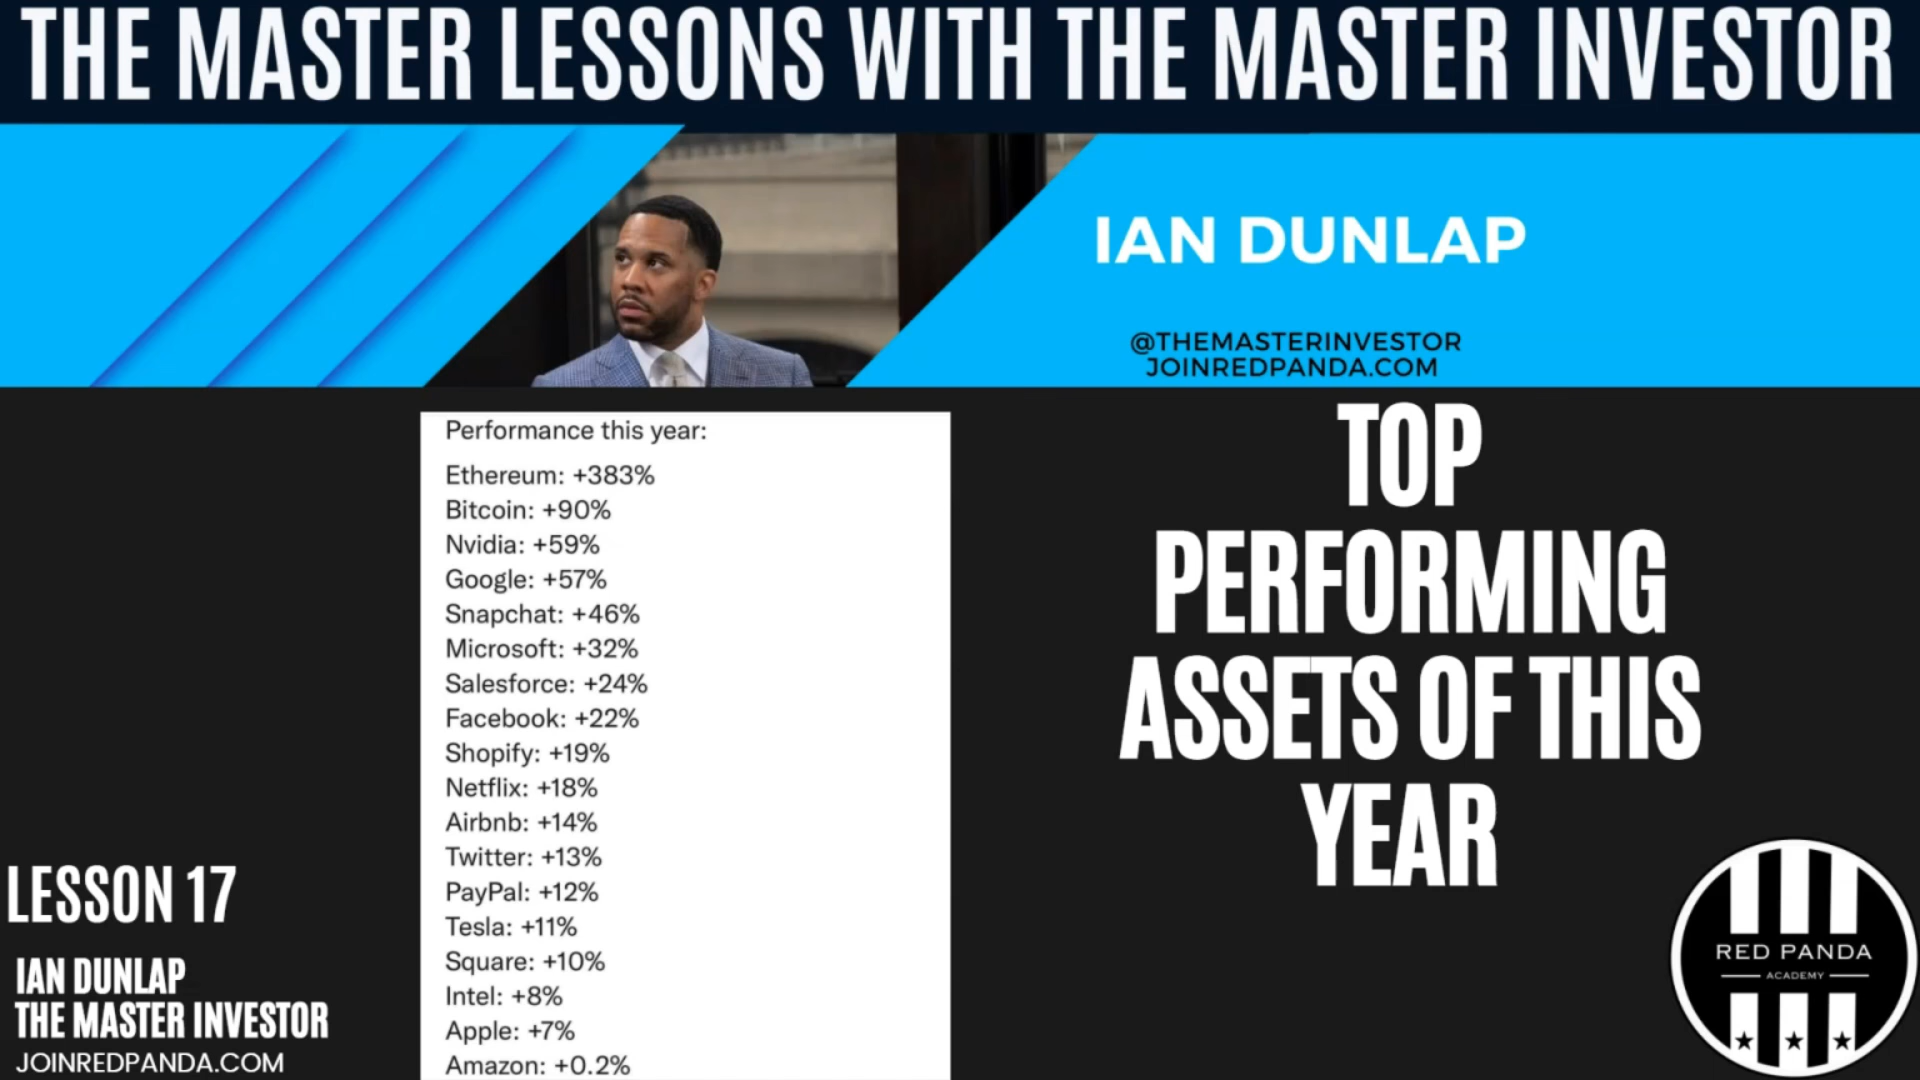 THE MASTER LESSONS WITH THE MASTER INVESTOR
IAN DUNLAP
@THEMASTERINVESTOR
JOINREDPANDA.COM
Performance this year:
Ethereum: +383%
Bitcoin: +90%
Nvidia: +59%
Google: +57%
Snapchat: +46%
Microsoft: +32%
Salesforce: +24%
Facebook: +22%
Shopify: +19%
Netflix: +18%
Airbnb: +14%
Twitter: +13%
PayPal: +12%
Tesla: +11%
Square: +10%
Intel: +8%
Apple: +7%
Amazon: +0.2%
TOP
PERFORMING
ASSETS OF THIS
YEAR
LESSON 17
IAN DUNLAP
THE MASTER INVESTOR
JOINREDPANDA.COM
RED PANDA
ACADEMY